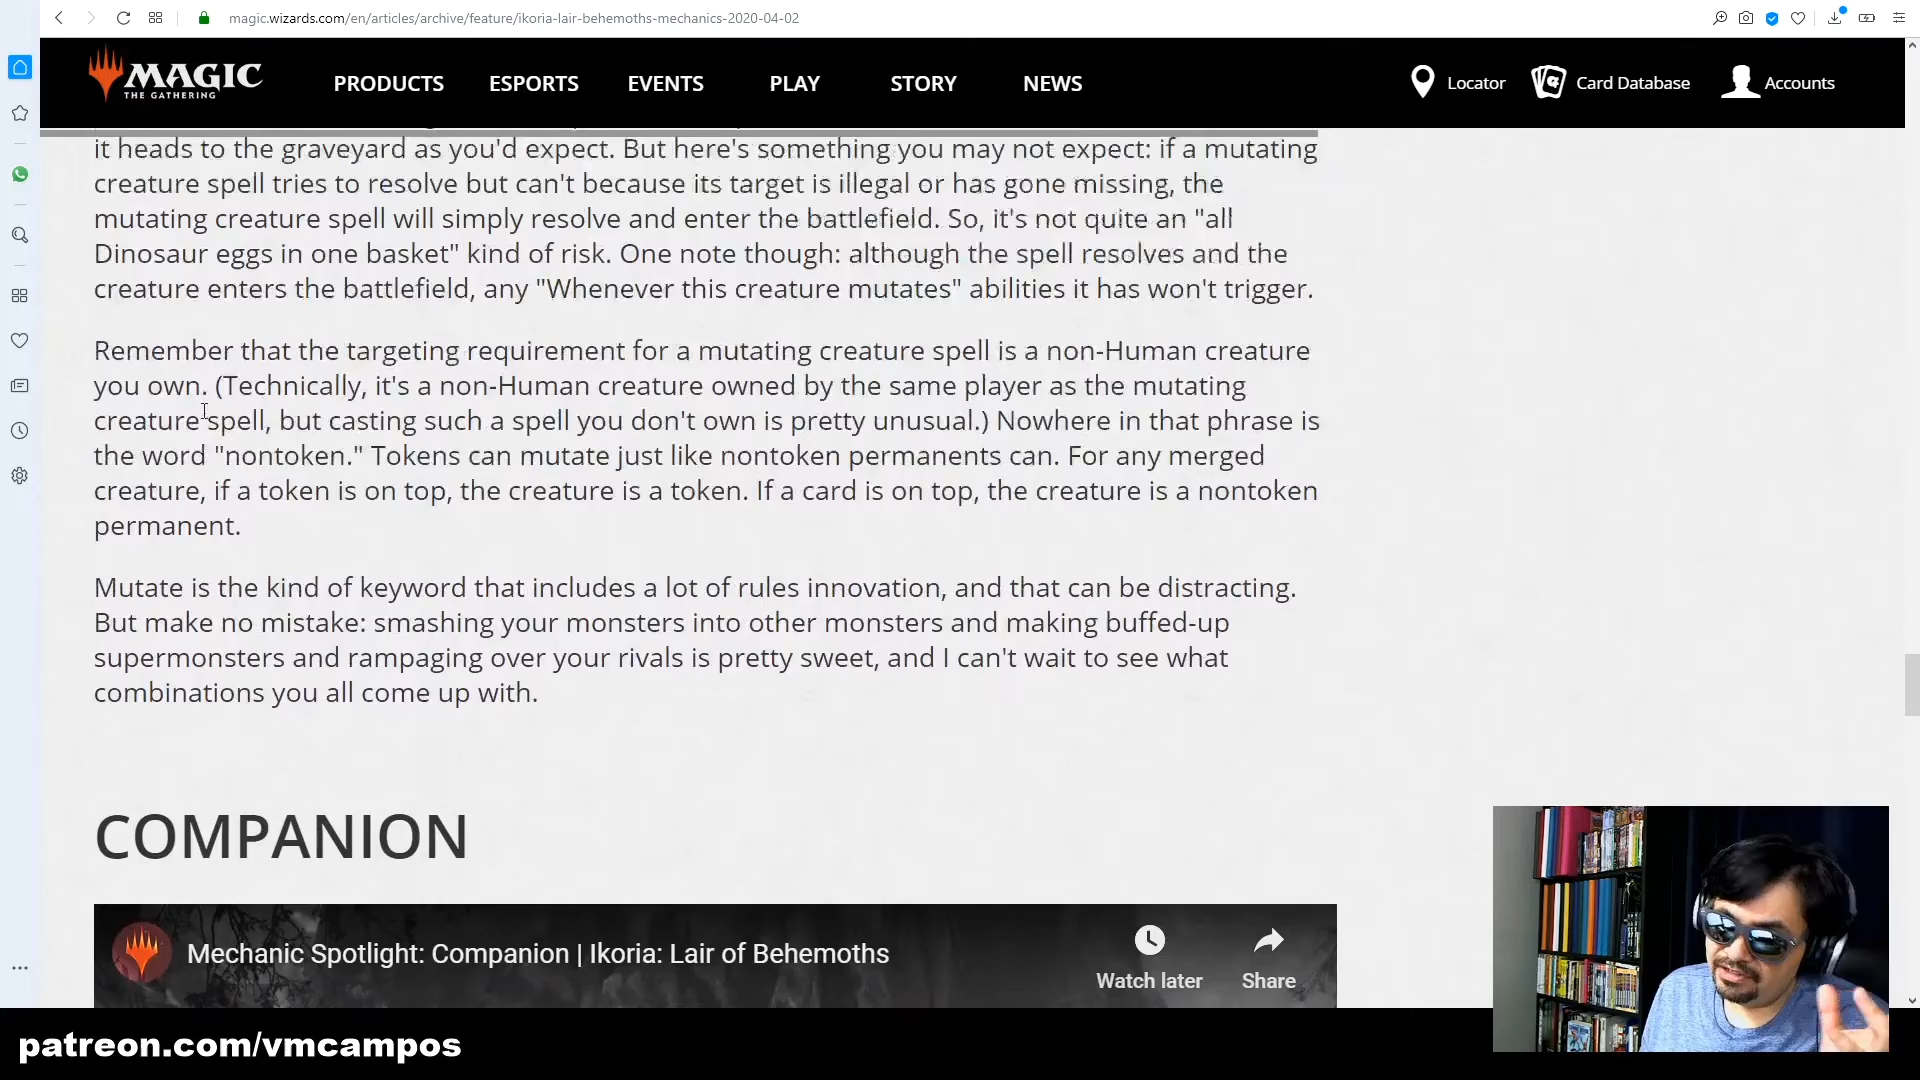 magic.wizards.com/en/articles/archive/feature/ikoria-lair-behemoths-mechanics-2020-04-02
MAGIC
THE GATHERING
PRODUCTS
ESPORTS
EVENTS
PLAY
STORY
NEWS
Locator
Card Database
Accounts
it heads to the graveyard as you'd expect. But here's something you may not expect: if a mutating
creature spell tries to resolve but can't because its target is illegal or has gone missing, the
mutating creature spell will simply resolve and enter the battlefield. So, it's not quite an "all
Dinosaur eggs in one basket" kind of risk. One note though: although the spell resolves and the
creature enters the battlefield, any "Whenever this creature mutates" abilities it has won't trigger.
Remember that the targeting requirement for a mutating creature spell is a non-Human creature
you own. (Technically, it's a non-Human creature owned by the same player as the mutating
creature spell, but casting such a spell you don't own is pretty unusual.) Nowhere in that phrase is
the word "nontoken." Tokens can mutate just like nontoken permanents can. For any merged
creature, if a token is on top, the creature is a token. If a card is on top, the creature is a nontoken
permanent.
Mutate is the kind of keyword that includes a lot of rules innovation, and that can be distracting.
But make no mistake: smashing your monsters into other monsters and making buffed-up
supermonsters and rampaging over your rivals is pretty sweet, and I can't wait to see what
combinations you all come up with.
COMPANION
Mechanic Spotlight: Companion | Ikoria: Lair of Behemoths
Watch later
Share
patreon.com/vmcampos